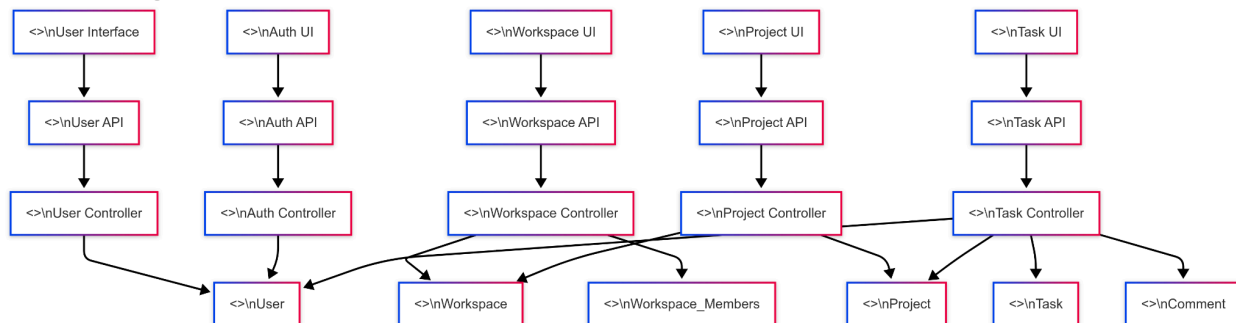 <>\nUser Interface
<>\nAuth UI
<>\nWorkspace UI
<>\nProject UI
<>\nTask UI
<>\nUser API
<>\nAuth API
<>\nWorkspace API
<>\nProject API
<>\nTask API
<>\nUser Controller
<>\nAuth Controller
<>\nWorkspace Controller
<>\nProject Controller
<>\nTask Controller
<>\nUser
<>\nWorkspace
<>\nWorkspace_Members
<>\nProject
<>\nTask
<>\nComment